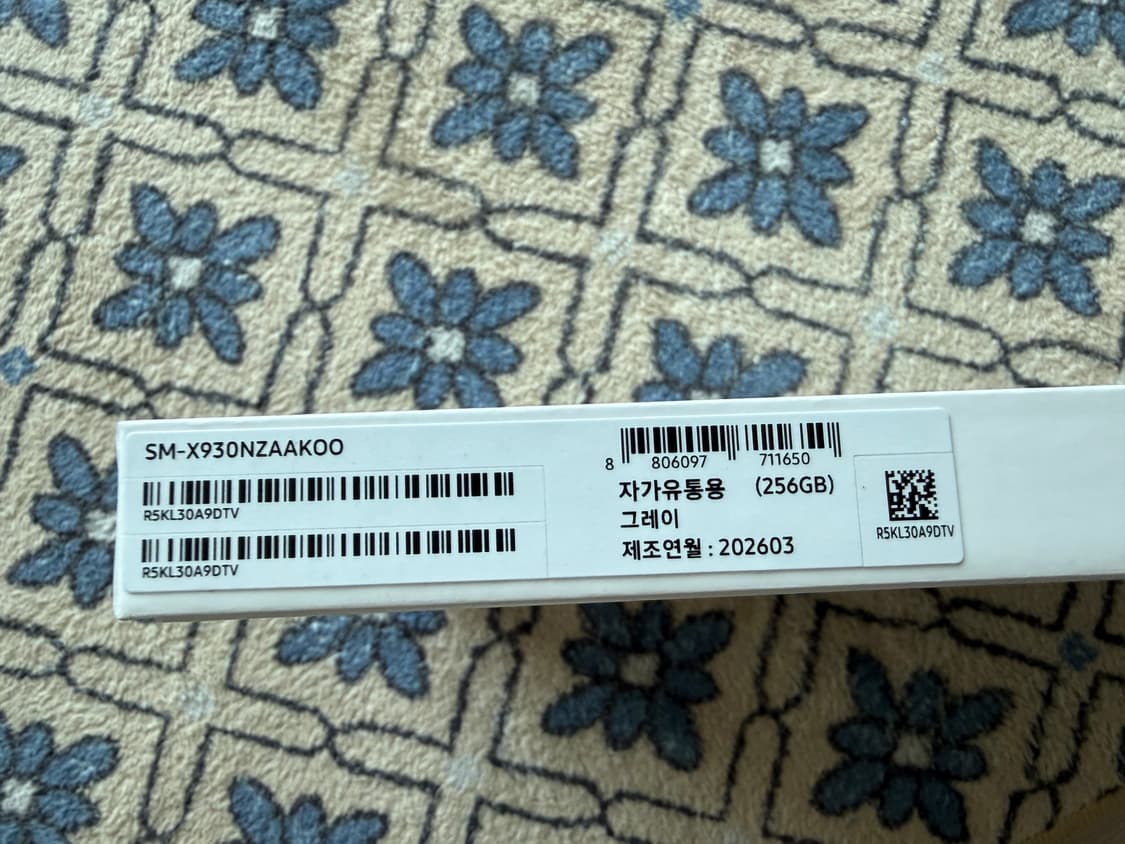 SM-X930NZAAKOO
R5KL30A9DTV
R5KL30A9DTV
8 806097 711650
자가유통용 (256GB)
그레이
제조연월 : 202603
R5KL30A9DTV